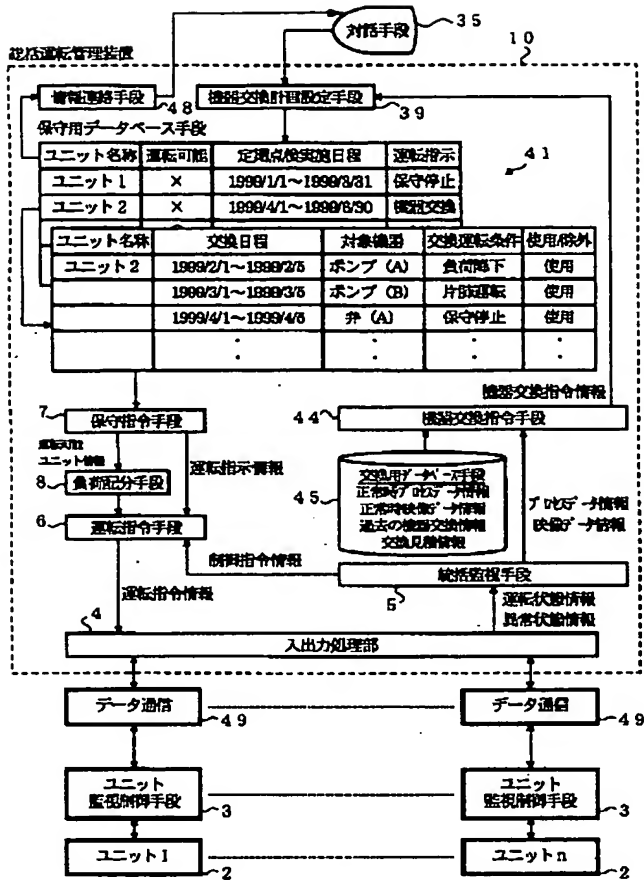 対話手段
35
総括運転管理装置
10
情報連絡手段
48
機器交換計画設定手段
39
保守用データベース手段
41
ユニット名称 運転可能 定期点検実施日程 運転指示
ユニット1 × 1999/1/1～1999/3/31 保守停止
ユニット2 × 1999/4/1～1999/6/30 機器交換
ユニット名称 交換日程 対象機器 交換運転条件 使用/除外
ユニット2 1999/2/1～1999/2/5 ポンプ(A) 負荷降下 使用
1999/3/1～1999/3/5 ポンプ(B) 片肺運転 使用
1999/4/1～1999/4/5 弁(A) 保守停止 使用
機器交換指令情報
7
保守指令手段
44
機器交換指令手段
運転可能
ユニット情報
運転指示情報
8
負荷配分手段
45
交換用データベース手段
正常時プロセスデータ情報
正常時映像データ情報
過去の機器交換情報
交換見積情報
プロセスデータ情報
映像データ情報
6
運転指令手段
制御指令情報
統括監視手段
5
運転指令情報
運転状態情報
異常状態情報
4
入出力処理部
データ通信
49
データ通信
49
ユニット
監視制御手段
3
ユニット
監視制御手段
3
ユニット1
2
ユニットn
2